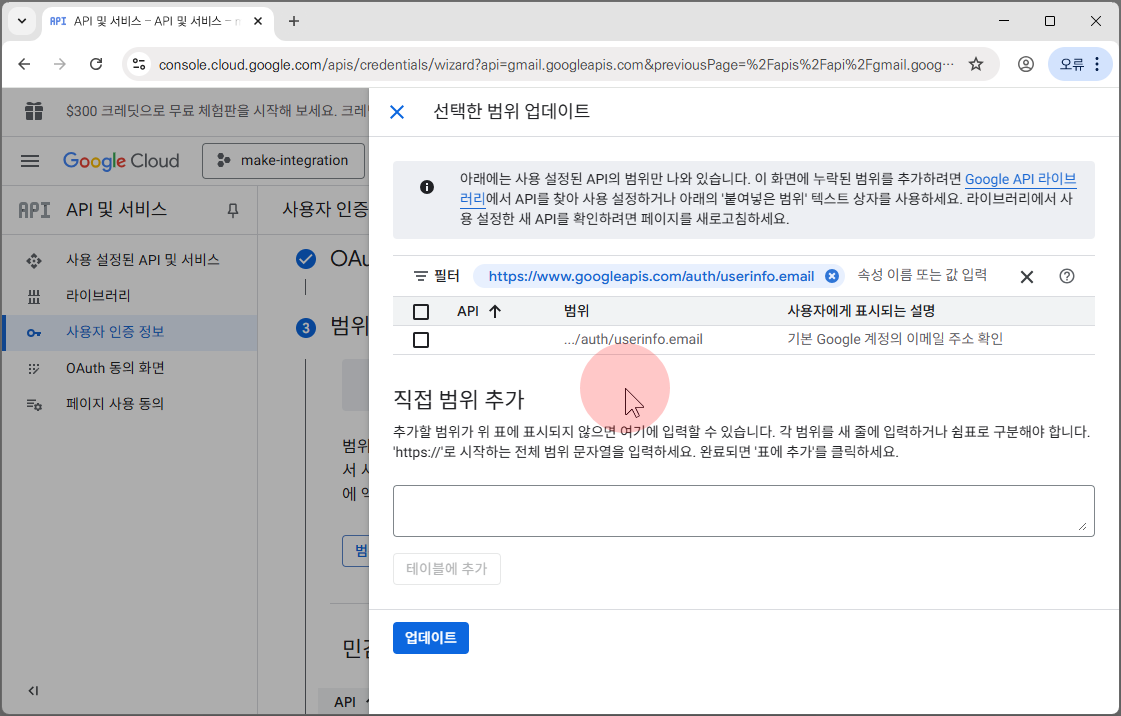 API API 및 서비스 – API 및 서비스 – m
console.cloud.google.com/apis/credentials/wizard?api=gmail.googleapis.com&previousPage=%2Fapis%2Fapi%2Fgmail.goog···
오류
$300 크레딧으로 무료 체험판을 시작해 보세요. 크레
Google Cloud
make-integration
API API 및 서비스
사용 설정된 API 및 서비스
라이브러리
사용자 인증 정보
OAuth 동의 화면
페이지 사용 동의
사용자 인증
OAu
3 범위
범위
서 사
에 익
범
민감
API
선택한 범위 업데이트
아래에는 사용 설정된 API의 범위만 나와 있습니다. 이 화면에 누락된 범위를 추가하려면 Google API 라이브
러리에서 API를 찾아 사용 설정하거나 아래의 '붙여넣은 범위' 텍스트 상자를 사용하세요. 라이브러리에서 사
용 설정한 새 API를 확인하려면 페이지를 새로고침하세요.
필터 https://www.googleapis.com/auth/userinfo.email 속성 이름 또는 값 입력
API 범위 사용자에게 표시되는 설명
.../auth/userinfo.email 기본 Google 계정의 이메일 주소 확인
직접 범위 추가
추가할 범위가 위 표에 표시되지 않으면 여기에 입력할 수 있습니다. 각 범위를 새 줄에 입력하거나 쉼표로 구분해야 합니다.
'https://'로 시작하는 전체 범위 문자열을 입력하세요. 완료되면 '표에 추가'를 클릭하세요.
테이블에 추가
업데이트